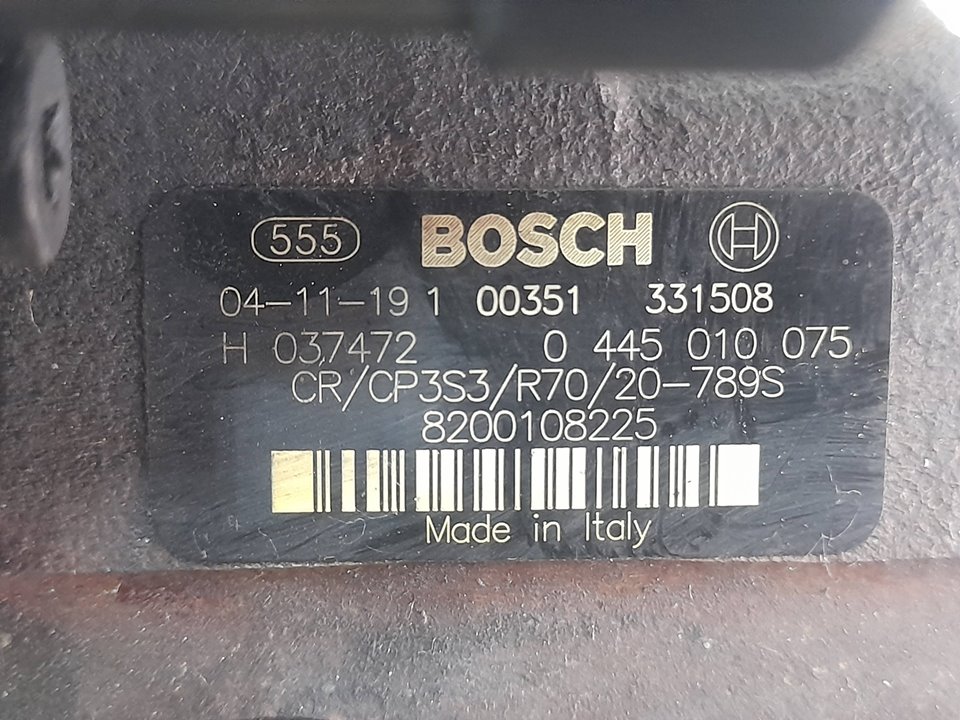 555 BOSCH
04-11-19 1 00351 331508
H 037472 0 445 010 075
CR/CP3S3/R70/20-789S
8200108225
Made in Italy